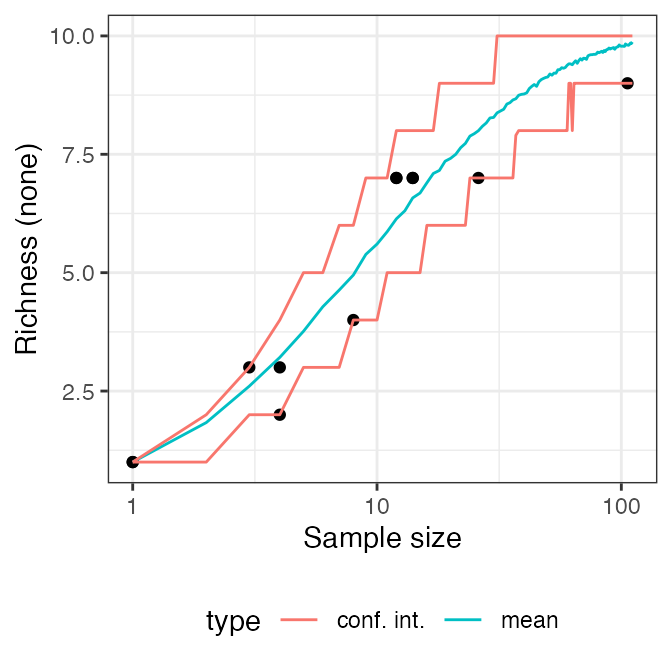 10.0
7.5
5.0
2.5
Richness (none)
1 10 100
Sample size
type conf. int. mean